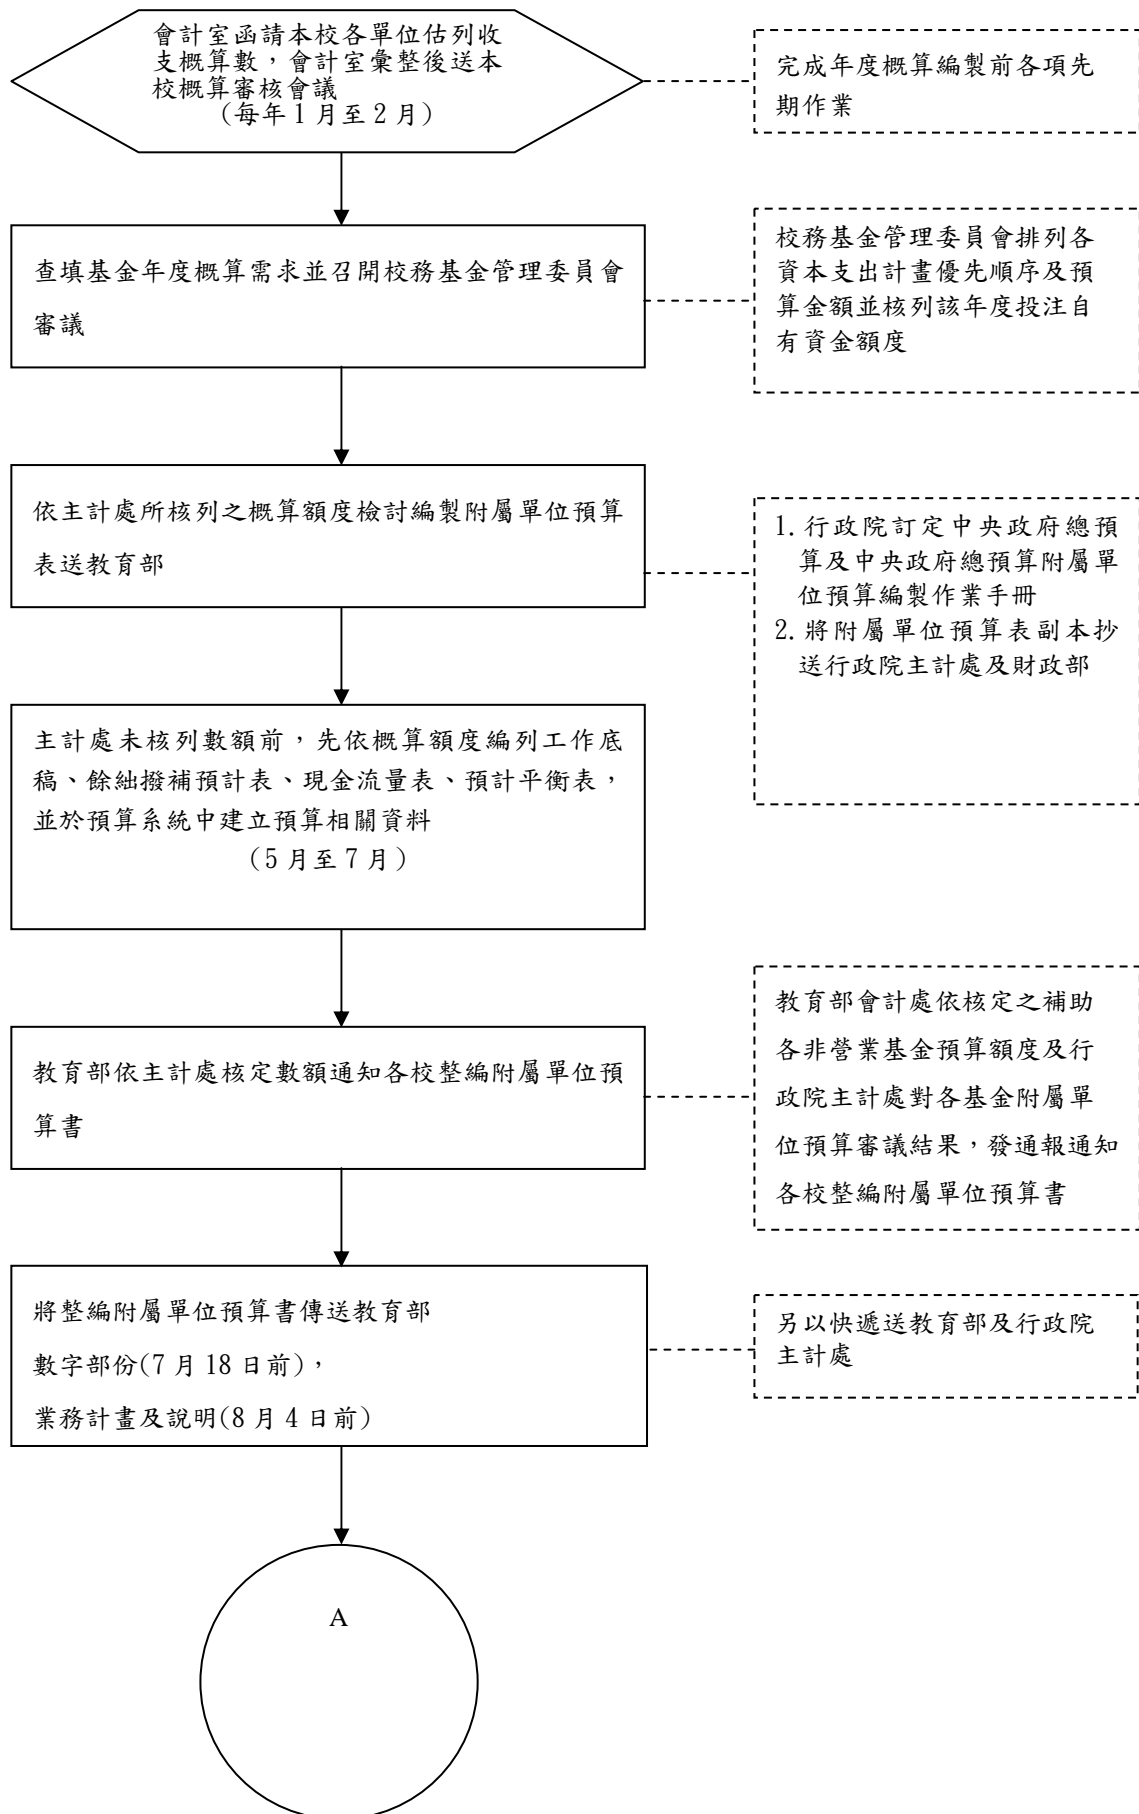 會計室函請本校各單位估列收
支概算數，會計室彙整後送本
校概算審核會議
（每年1月至2月）
完成年度概算編製前各項先
期作業
查填基金年度概算需求並召開校務基金管理委員會
審議
校務基金管理委員會排列各
資本支出計畫優先順序及預
算金額並核列該年度投注自
有資金額度
依主計處所核列之概算額度檢討編製附屬單位預算
表送教育部
1.行政院訂定中央政府總預
算及中央政府總預算附屬單
位預算編製作業手冊
2.將附屬單位預算表副本抄
送行政院主計處及財政部
主計處未核列數額前，先依概算額度編列工作底
稿、餘絀撥補預計表、現金流量表、預計平衡表，
並於預算系統中建立預算相關資料
（5月至7月）
教育部依主計處核定數額通知各校整編附屬單位預
算書
教育部會計處依核定之補助
各非營業基金預算額度及行
政院主計處對各基金附屬單
位預算審議結果，發通報通知
各校整編附屬單位預算書
將整編附屬單位預算書傳送教育部
數字部份(7月18日前)，
業務計畫及說明(8月4日前)
另以快遞送教育部及行政院
主計處
A